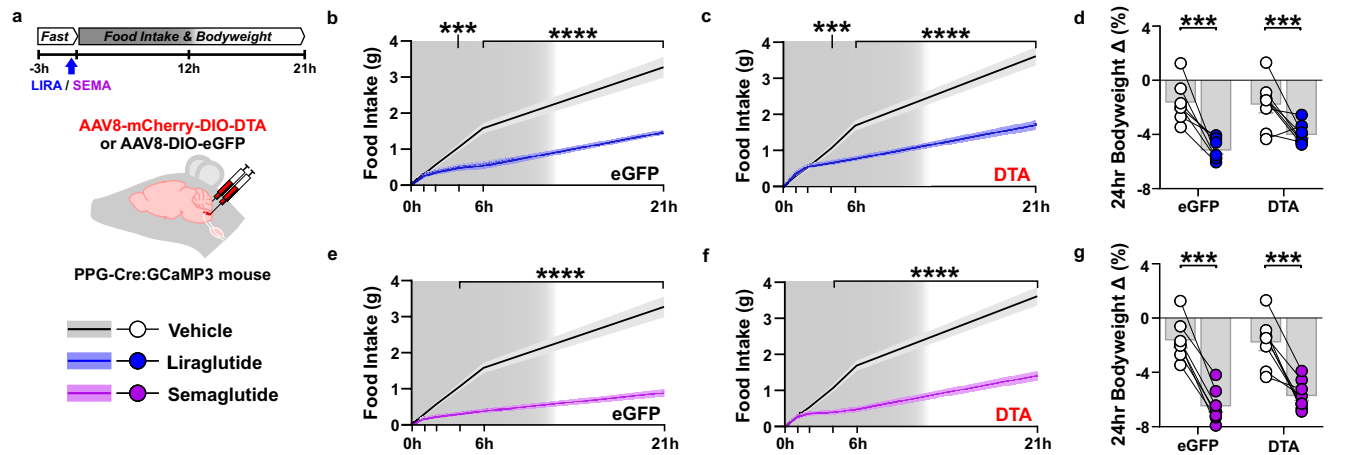 a
Fast
Food Intake & Bodyweight
-3h
12h
21h
LIRA / SEMA
AAV8-mCherry-DIO-DTA
or AAV8-DIO-eGFP
PPG-Cre:GCaMP3 mouse
Vehicle
Liraglutide
Semaglutide
b
Food Intake (g)
4
3
2
1
0
***
****
eGFP
0h
6h
21h
c
Food Intake (g)
4
3
2
1
0
***
****
DTA
0h
6h
21h
d
24hr Bodyweight Δ (%)
4
0
-4
-8
***
***
eGFP
DTA
e
Food Intake (g)
4
3
2
1
0
****
eGFP
0h
6h
21h
f
Food Intake (g)
4
3
2
1
0
****
DTA
0h
6h
21h
g
24hr Bodyweight Δ (%)
4
0
-4
-8
***
***
eGFP
DTA